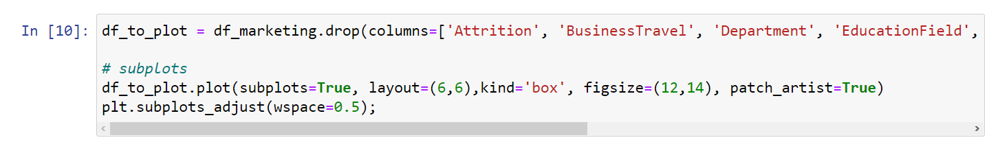 In [10]: df_to_plot = df_marketing.drop(columns=['Attrition', 'BusinessTravel', 'Department', 'EducationField',
# subplots
df_to_plot.plot(subplots=True, layout=(6,6),kind='box', figsize=(12,14), patch_artist=True)
plt.subplots_adjust(wspace=0.5);